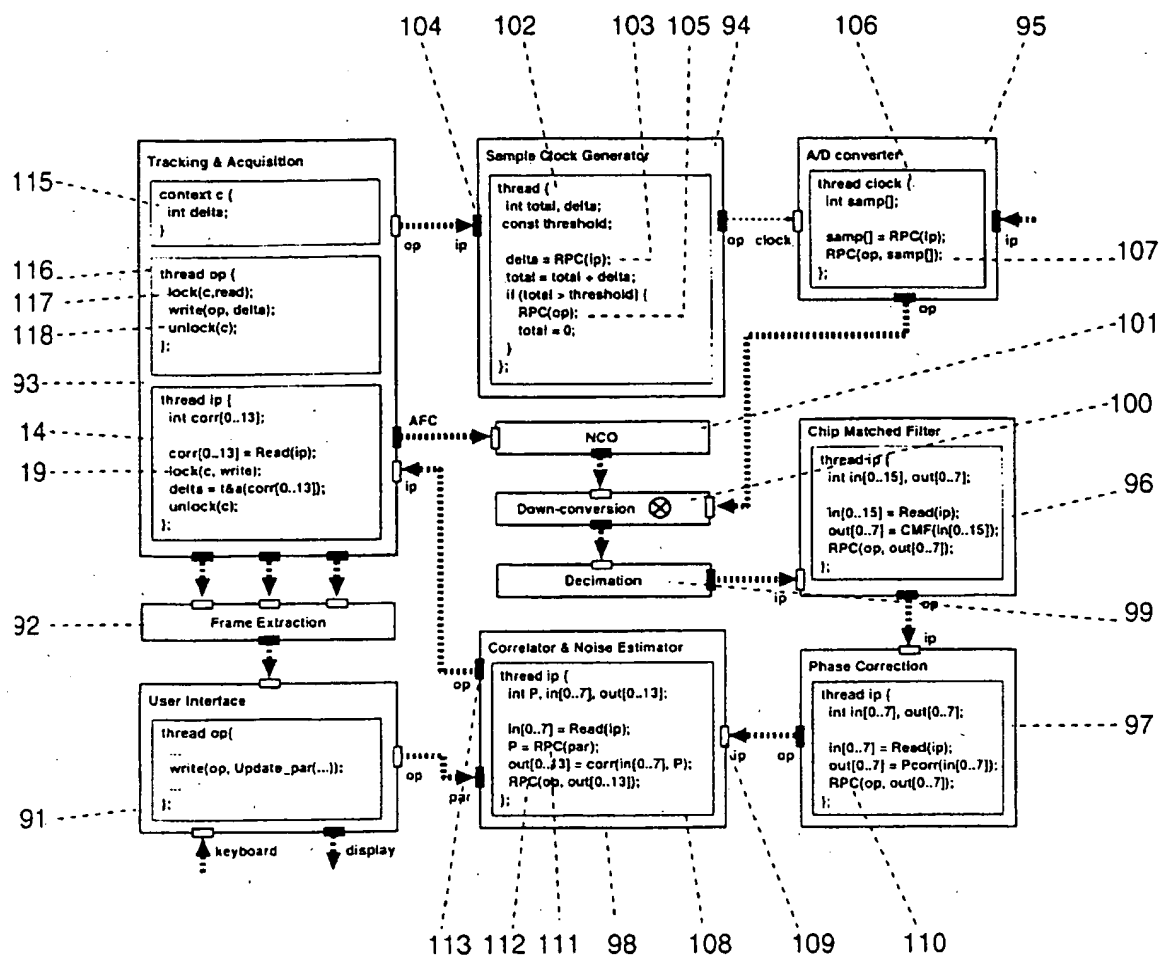 104 102 103 105 94 106 95
Tracking & Acquisition
115
context c {
int delta;
}
116
thread op {
117
lock(c,read);
write(op, delta);
118
unlock(c);
};
93
thread ip {
int corr[0..13];
14
corr[0..13] = Read(ip);
19
lock(c, write);
delta = t&a(corr[0..13]);
unlock(c);
};
op ip
Sample Clock Generator
thread {
int total, delta;
const threshold;
delta = RPC(ip);
total = total + delta;
if (total > threshold) {
RPC(op);
total = 0;
}
};
op clock
A/D converter
thread clock {
int samp[];
samp[] = RPC(ip);
RPC(op, samp[]);
};
ip
107
op
101
AFC
NCO
ip
100
Down-conversion
Decimation
ip
Chip Matched Filter
thread ip {
int in[0..15], out[0..7];
96
in[0..15] = Read(ip);
out[0..7] = CMF(in[0..15]);
RPC(op, out[0..7]);
};
99
op
ip
92
Frame Extraction
User Interface
thread op{
...
write(op, Update_par(...));
...
};
91
keyboard display
op
par
op
Correlator & Noise Estimator
thread ip {
int P, in[0..7], out[0..13];
in[0..7] = Read(ip);
P = RPC(par);
out[0..13] = corr(in[0..7], P);
RPC(op, out[0..13]);
};
ip op
Phase Correction
thread ip {
int in[0..7], out[0..7];
97
in[0..7] = Read(ip);
out[0..7] = Pcorr(in[0..7]);
RPC(op, out[0..7]);
};
113 112 111 98 108 109 110